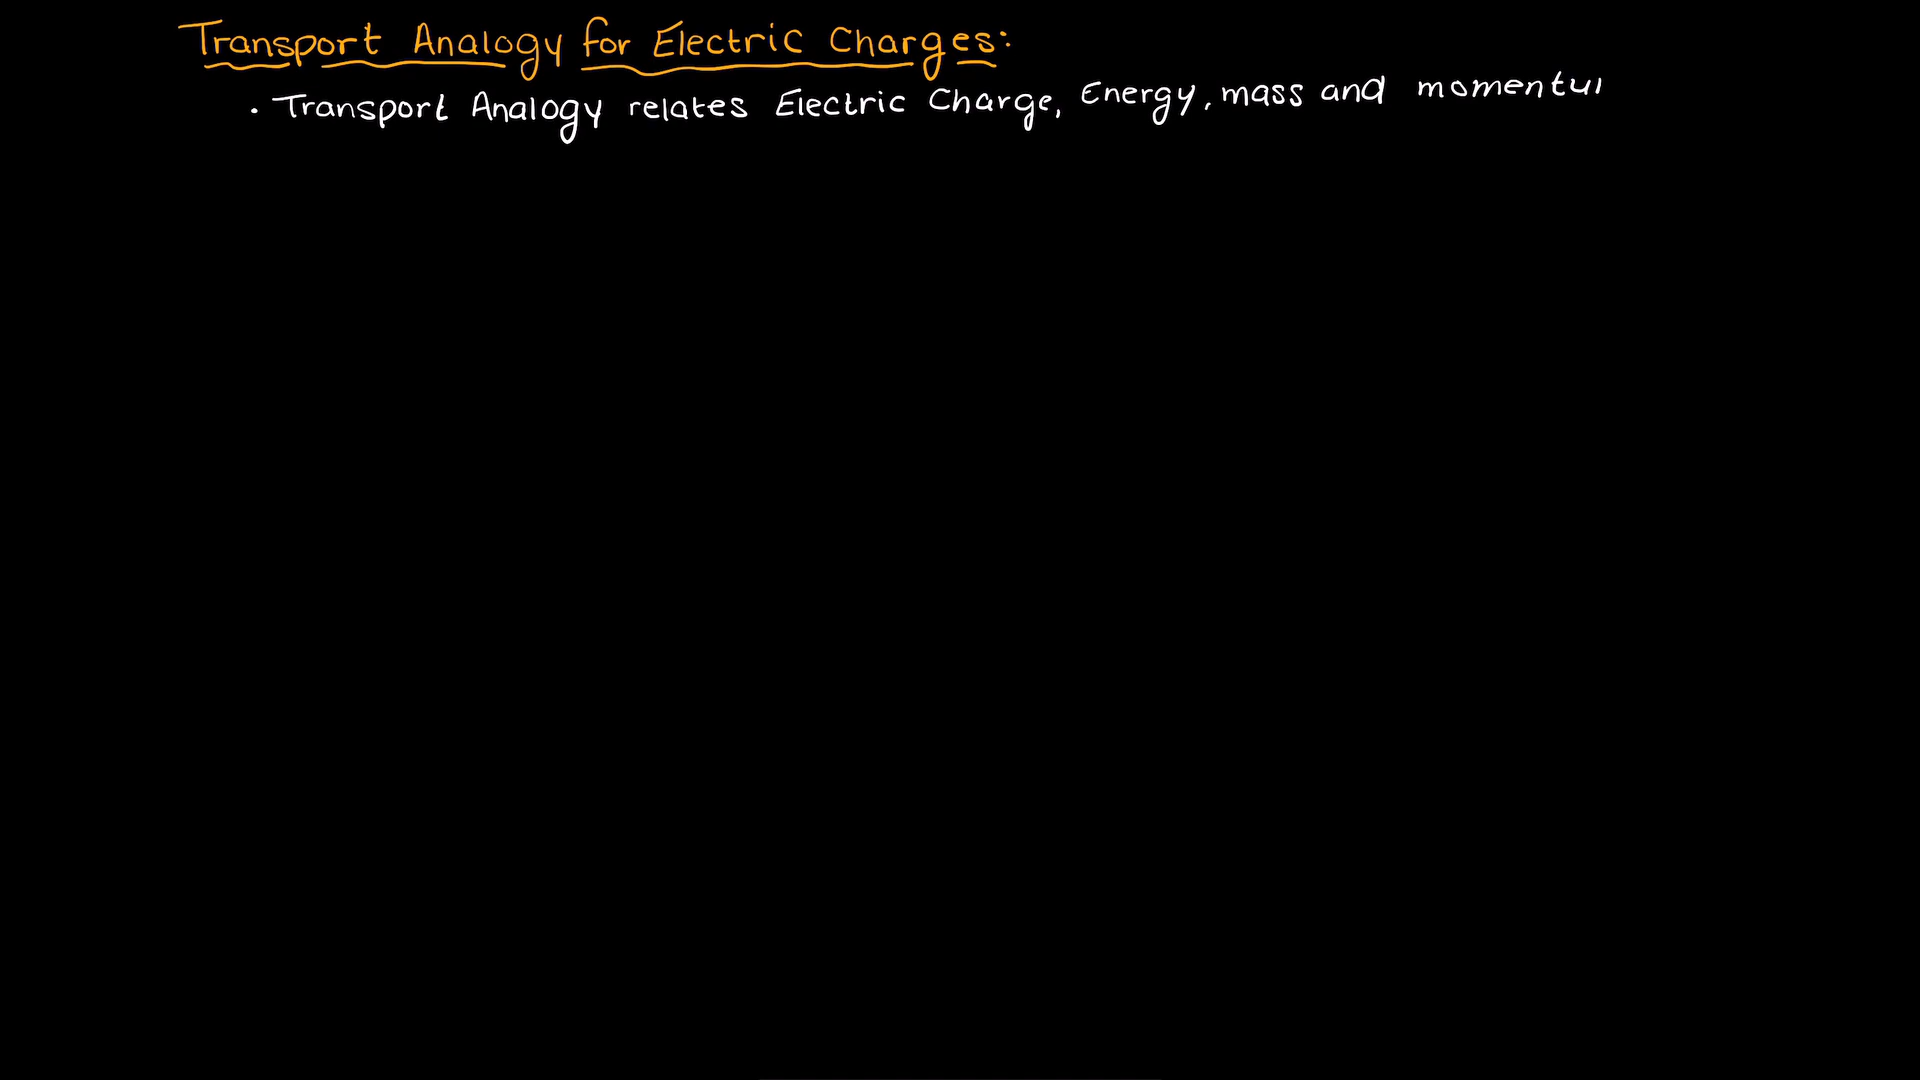 Transport Analogy for Electric Charges:
. Transport Analogy relates Electric Charge, Energy, mass and